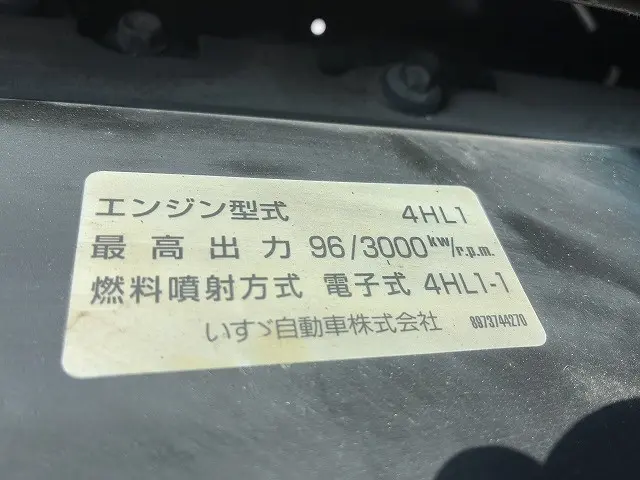 エンジン型式 4HL1
最高出力 96/3000kw/r.p.m.
燃料噴射方式 電子式 4HL1-1
いすゞ自動車株式会社 8973744270